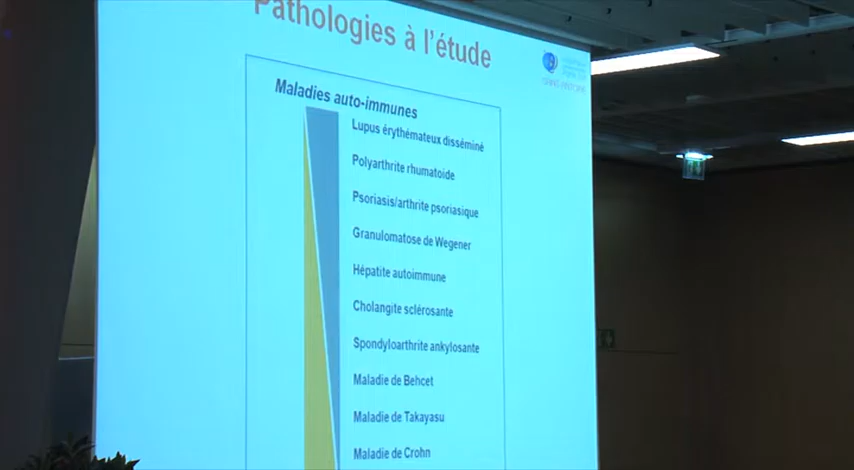 Pathologies à l'étude
Maladies auto-immunes
Lupus érythémateux disséminé
Polyarthrite rhumatoïde
Psoriasis/arthrite psoriasique
Granulomatose de Wegener
Hépatite autoimmune
Cholangite sclérosante
Spondyloarthrite ankylosante
Maladie de Behcet
Maladie de Takayasu
Maladie de Crohn